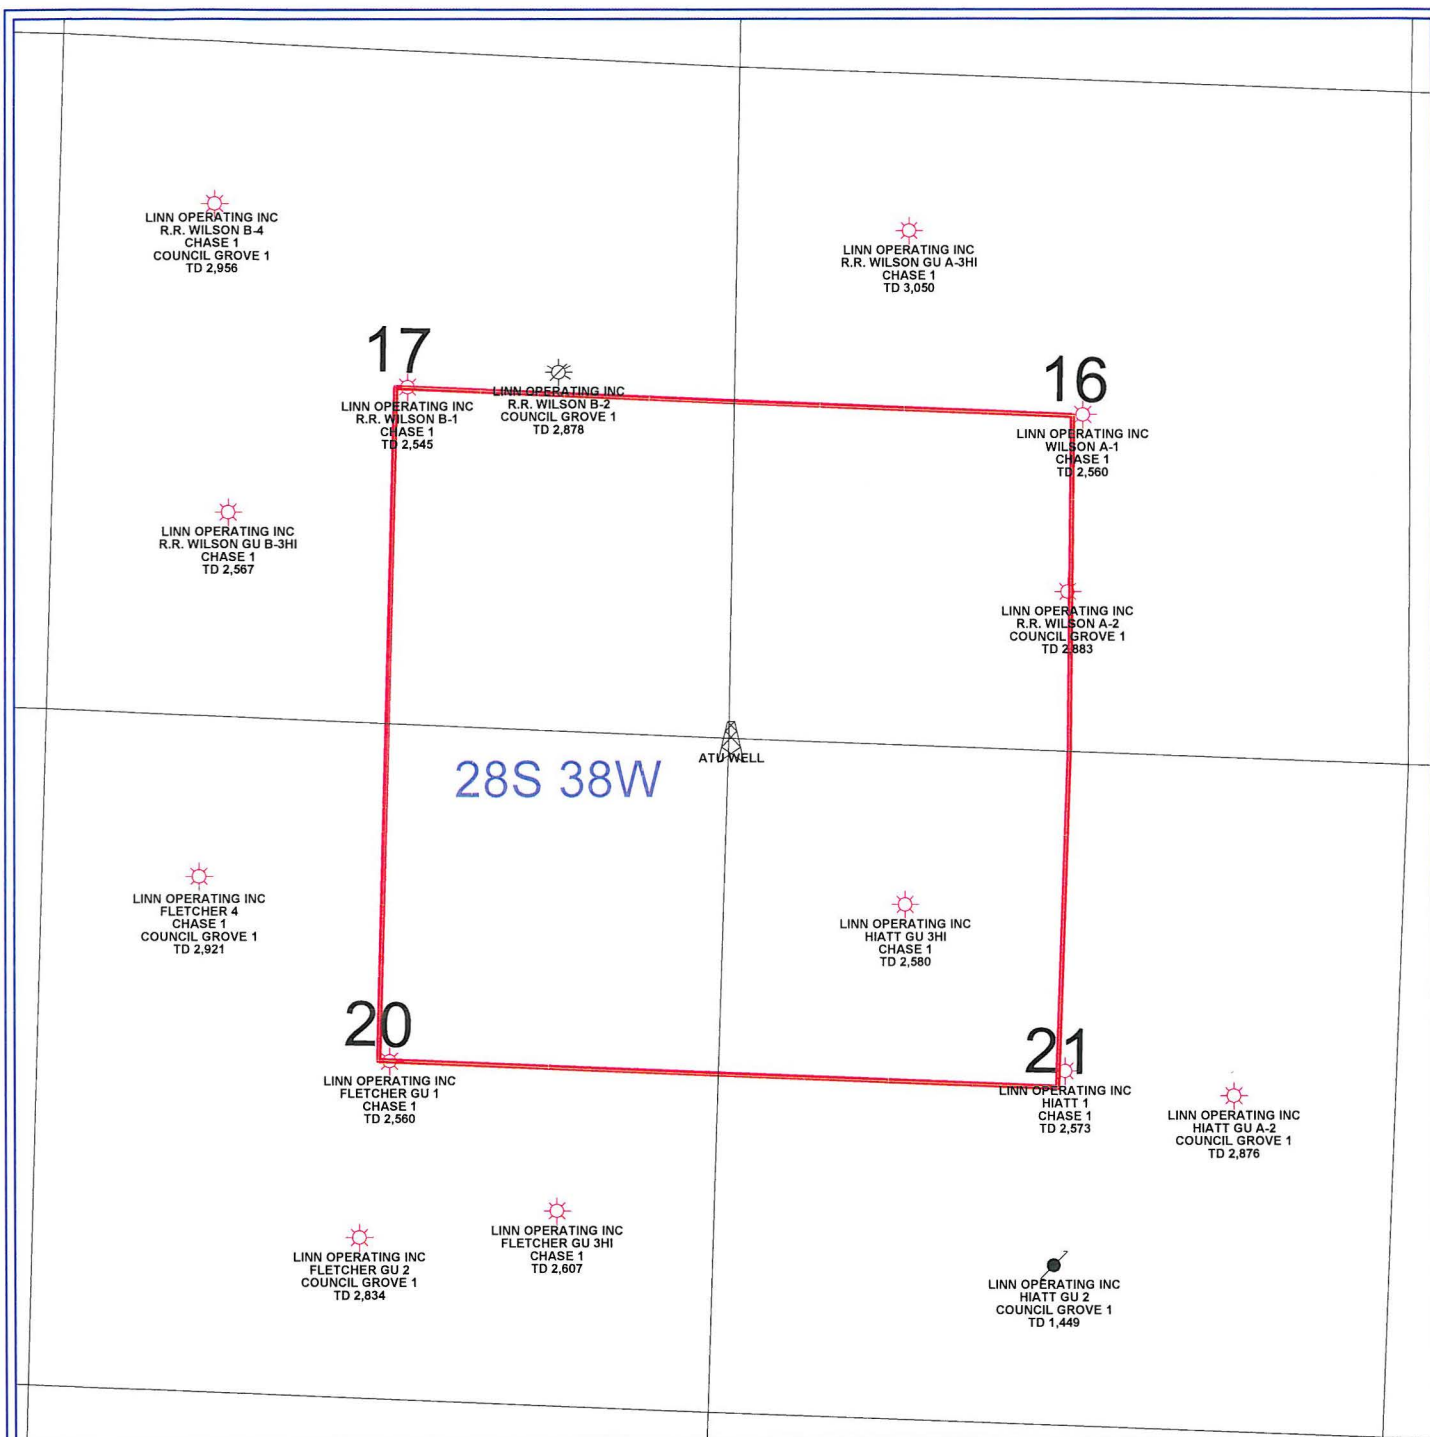 LINN OPERATING INC
R.R. WILSON B-4
CHASE 1
COUNCIL GROVE 1
TD 2,956
LINN OPERATING INC
R.R. WILSON GU A-3HI
CHASE 1
TD 3,050
17
LINN OPERATING INC
R.R. WILSON B-1
CHASE 1
TD 2,545
LINN OPERATING INC
R.R. WILSON B-2
COUNCIL GROVE 1
TD 2,878
16
LINN OPERATING INC
WILSON A-1
CHASE 1
TD 2,560
LINN OPERATING INC
R.R. WILSON GU B-3HI
CHASE 1
TD 2,567
LINN OPERATING INC
R.R. WILSON A-2
COUNCIL GROVE 1
TD 2,883
28S 38W
ATU WELL
LINN OPERATING INC
FLETCHER 4
CHASE 1
COUNCIL GROVE 1
TD 2,921
LINN OPERATING INC
HIATT GU 3HI
CHASE 1
TD 2,580
20
LINN OPERATING INC
FLETCHER GU 1
CHASE 1
TD 2,560
21
LINN OPERATING INC
HIATT 1
CHASE 1
TD 2,573
LINN OPERATING INC
HIATT GU A-2
COUNCIL GROVE 1
TD 2,876
LINN OPERATING INC
FLETCHER GU 2
COUNCIL GROVE 1
TD 2,834
LINN OPERATING INC
FLETCHER GU 3HI
CHASE 1
TD 2,607
LINN OPERATING INC
HIATT GU 2
COUNCIL GROVE 1
TD 1,449